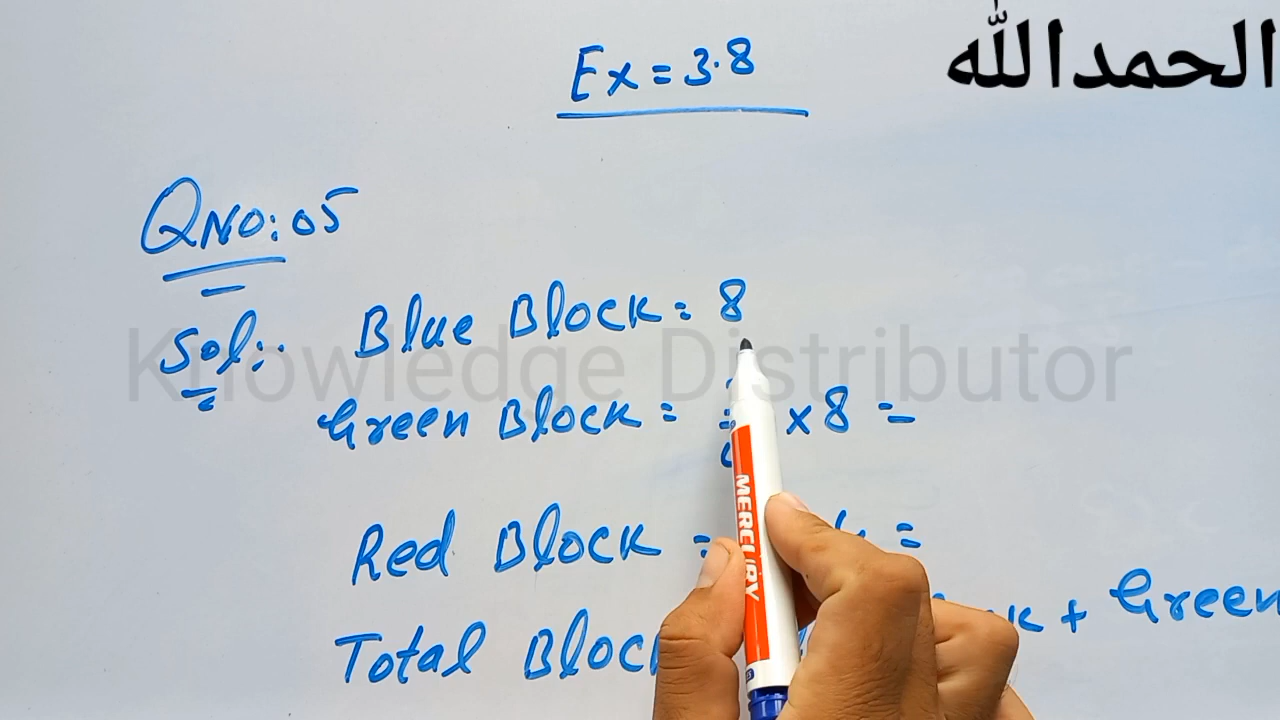 Ex = 3.8
الحمدالله
QNO: 05
Sol:. Blue Block = 8
Knowledge Distributor
Green Block = × 8 =
Red Block = =
Total Block + Green
MERCURY